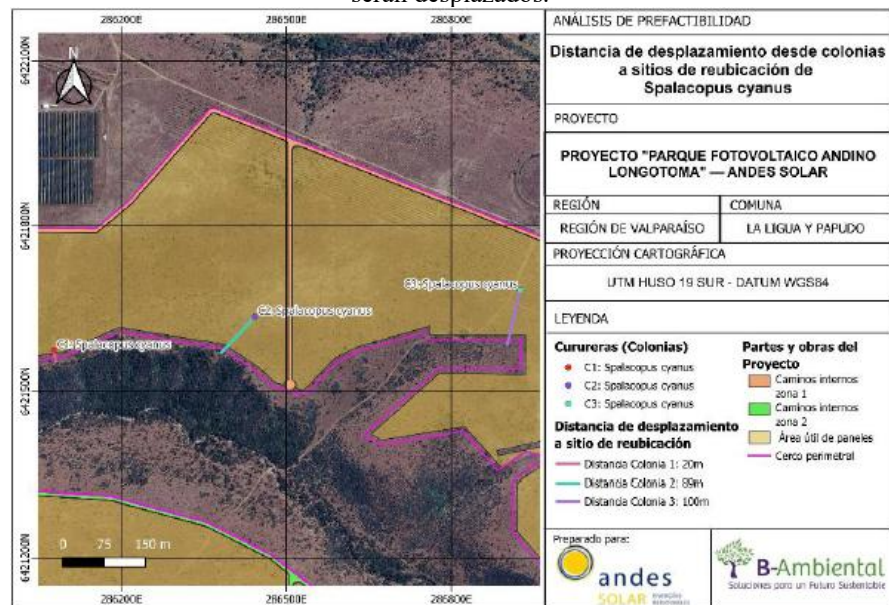 serán desplazados.
286200E
286500E
286800E
6422100N
6421800N
6421500N
6421200N
N
C1: Spalacopus cyanus
C2: Spalacopus cyanus
C3: Spalacopus cyanus
0 75 150 m
286200E
286500E
286800E
ANÁLISIS DE PREFACTIBILIDAD
Distancia de desplazamiento desde colonias
a sitios de reubicación de
Spalacopus cyanus
PROYECTO
PROYECTO "PARQUE FOTOVOLTAICO ANDINO
LONGOTOMA" — ANDES SOLAR
REGIÓN
COMUNA
REGIÓN DE VALPARAÍSO
LA LIGUA Y PAPUDO
PROYECCIÓN CARTOGRÁFICA
UTM HUSO 19 SUR - DATUM WGS84
LEYENDA
Curureras (Colonias)
C1: Spalacopus cyanus
C2: Spalacopus cyanus
C3: Spalacopus cyanus
Distancia de desplazamiento
a sitio de reubicación
Distancia Colonia 1: 20m
Distancia Colonia 2: 89m
Distancia Colonia 3: 100m
Partes y obras del
Proyecto
Caminos internos
zona 1
Caminos internos
zona 2
Área útil de paneles
Cerco perimetral
Preparado para:
andes
SOLAR
B-Ambiental
Soluciones para un Futuro Sustentable